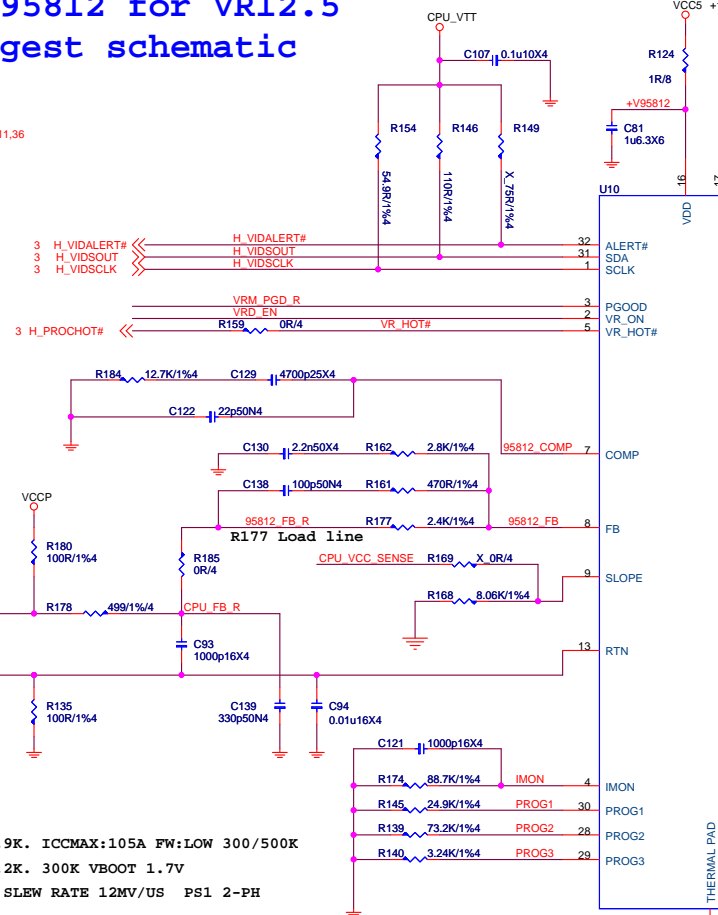 95812 for VR12.5
gest schematic
CPU_VTT
VCC5
C107 0.1u10X4
R124
1R/8
+V95812
C81
1u6.3X6
11,36
R154
R146
R149
54.9R/1%4
110R/1%4
X_75R/1%4
U10
16
17
VDD
3 H_VIDALERT#
H_VIDALERT#
32
ALERT#
3 H_VIDSOUT
H_VIDSOUT
31
SDA
3 H_VIDSCLK
H_VIDSCLK
1
SCLK
VRM_PGD_R
3
PGOOD
VRD_EN
2
VR_ON
3 H_PROCHOT#
R159
0R/4
VR_HOT#
5
VR_HOT#
R184
12.7K/1%4
C129
4700p25X4
C122
22p50N4
C130
2.2n50X4
R162
2.8K/1%4
95812_COMP
7
COMP
C138
100p50N4
R161
470R/1%4
VCCP
95812_FB_R
R177
2.4K/1%4
95812_FB
8
FB
R177 Load line
R180
100R/1%4
R185
0R/4
CPU_VCC_SENSE
R169
X_0R/4
9
SLOPE
R168
8.06K/1%4
R178
499/1%/4
CPU_FB_R
C93
1000p16X4
13
RTN
R135
100R/1%4
C139
330p50N4
C94
0.01u16X4
C121
1000p16X4
R174
88.7K/1%4
IMON
4
IMON
R145
24.9K/1%4
PROG1
30
PROG1
R139
73.2K/1%4
PROG2
28
PROG2
R140
3.24K/1%4
PROG3
29
PROG3
THERMAL PAD
9K. ICCMAX:105A FW:LOW 300/500K
2K. 300K VBOOT 1.7V
SLEW RATE 12MV/US PS1 2-PH